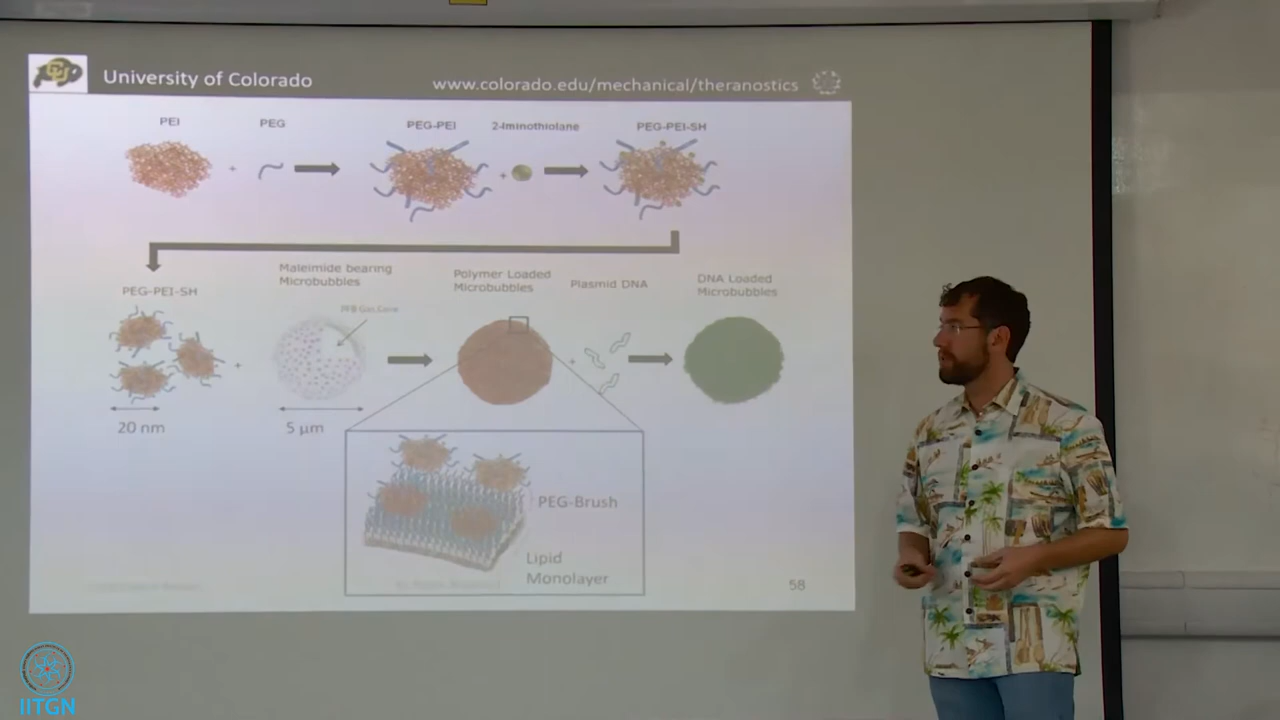 CU
University of Colorado
www.colorado.edu/mechanical/theranostics
PEI
PEG
PEG-PEI
2-Iminothiolane
PEG-PEI-SH
+
+
PEG-PEI-SH
Maleimide bearing
Microbubbles
PFB Gas Core
Polymer Loaded
Microbubbles
Plasmid DNA
DNA Loaded
Microbubbles
+
+
20 nm
5 µm
PEG-Brush
Lipid
Monolayer
58
IITGN